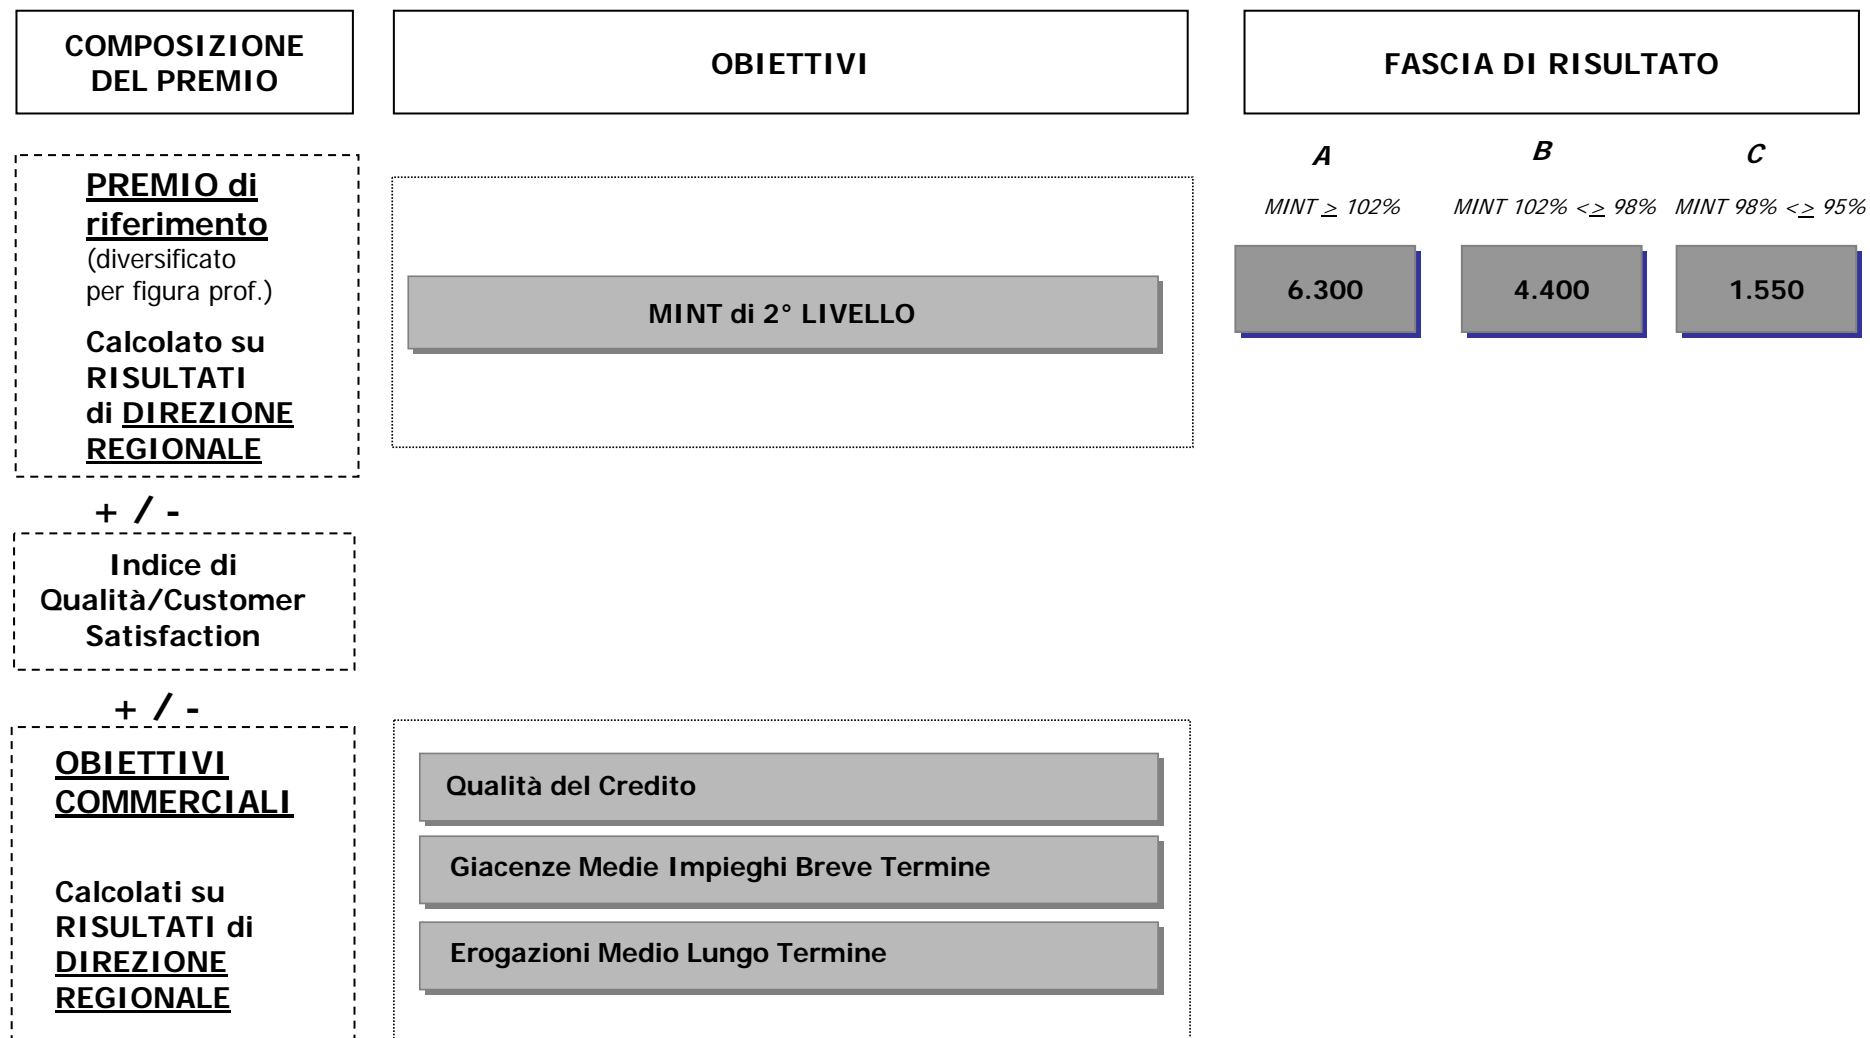 COMPOSIZIONE
DEL PREMIO
OBIETTIVI
FASCIA DI RISULTATO
A
B
C
MINT ≥ 102%
MINT 102% <≥ 98%
MINT 98% <≥ 95%
PREMIO di
riferimento
(diversificato
per figura prof.)
Calcolato su
RISULTATI
di DIREZIONE
REGIONALE
MINT di 2° LIVELLO
6.300
4.400
1.550
+ / -
Indice di
Qualità/Customer
Satisfaction
+ / -
OBIETTIVI
COMMERCIALI
Calcolati su
RISULTATI di
DIREZIONE
REGIONALE
Qualità del Credito
Giacenze Medie Impieghi Breve Termine
Erogazioni Medio Lungo Termine